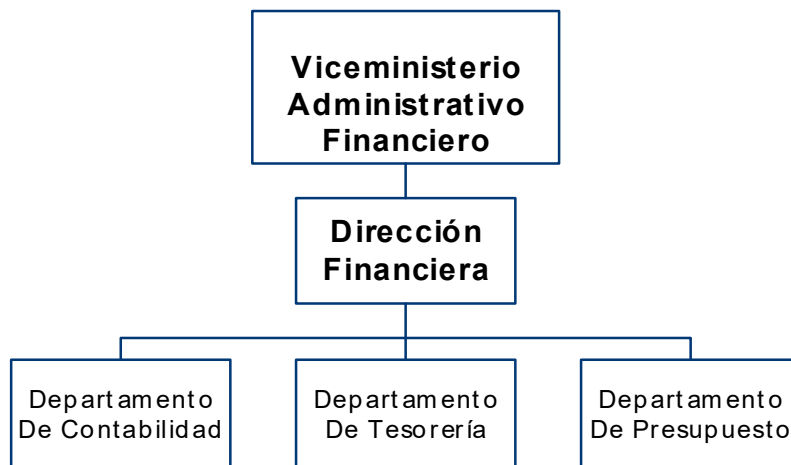 Viceministerio
Administrativo
Financiero
Dirección
Financiera
Departamento
De Contabilidad
Departamento
De Tesorería
Departamento
De Presupuesto